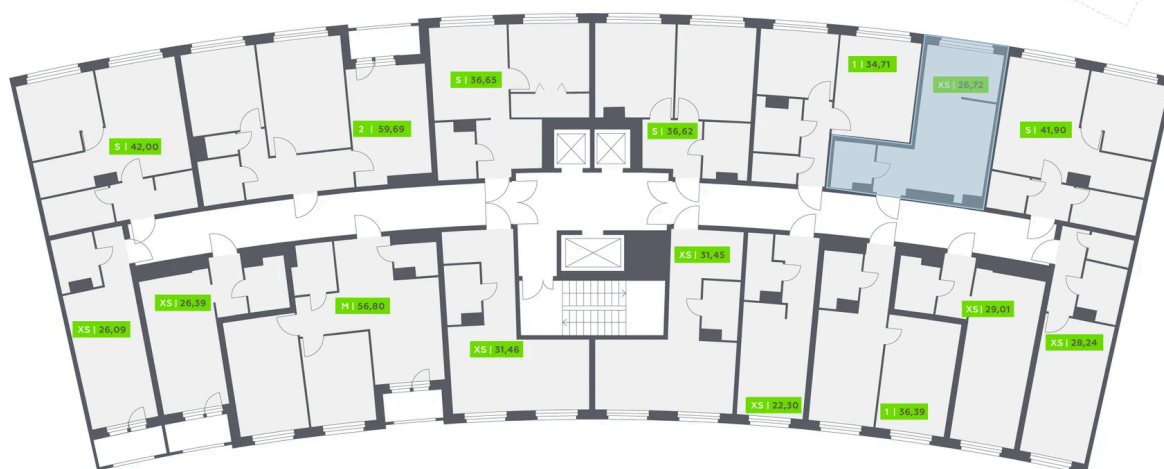 S | 42,00
2 | 59,69
S | 36,65
S | 36,62
1 | 34,71
XS | 26,72
S | 41,90
XS | 26,09
XS | 26,39
M | 56,80
XS | 31,46
XS | 31,45
XS | 22,30
1 | 36,39
XS | 29,01
XS | 28,24